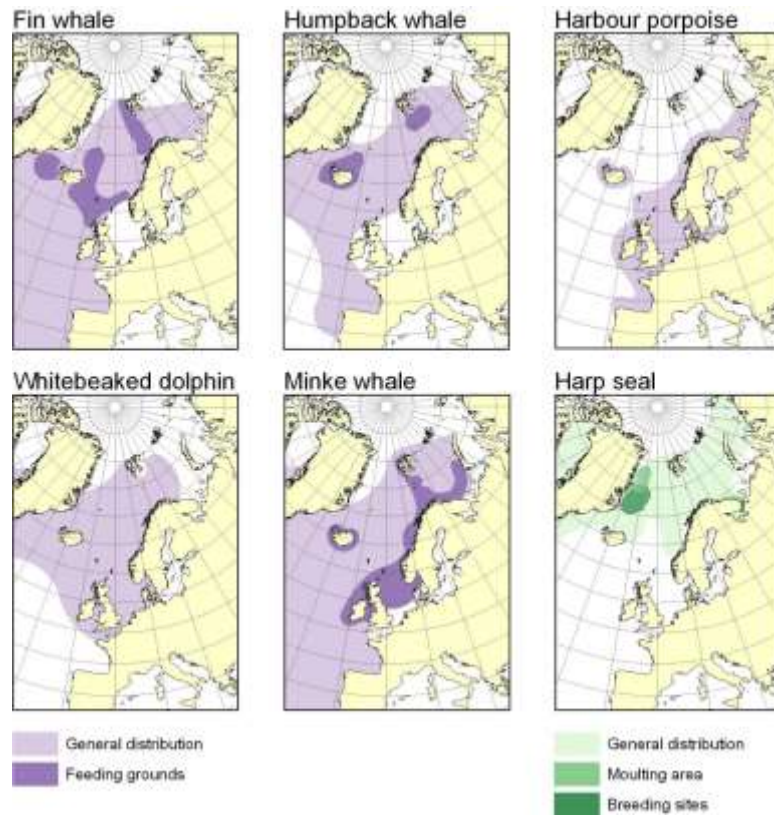 Fin whale
Humpback whale
Harbour porpoise
Whitebeaked dolphin
Minke whale
Harp seal
General distribution
Feeding grounds
General distribution
Moulting area
Breeding sites